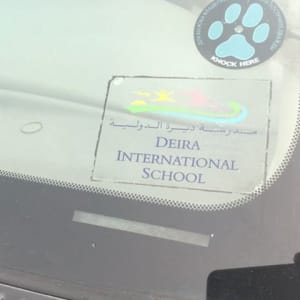 KNOCK HERE
مدرسة ديرة الدولية
DEIRA
INTERNATIONAL
SCHOOL